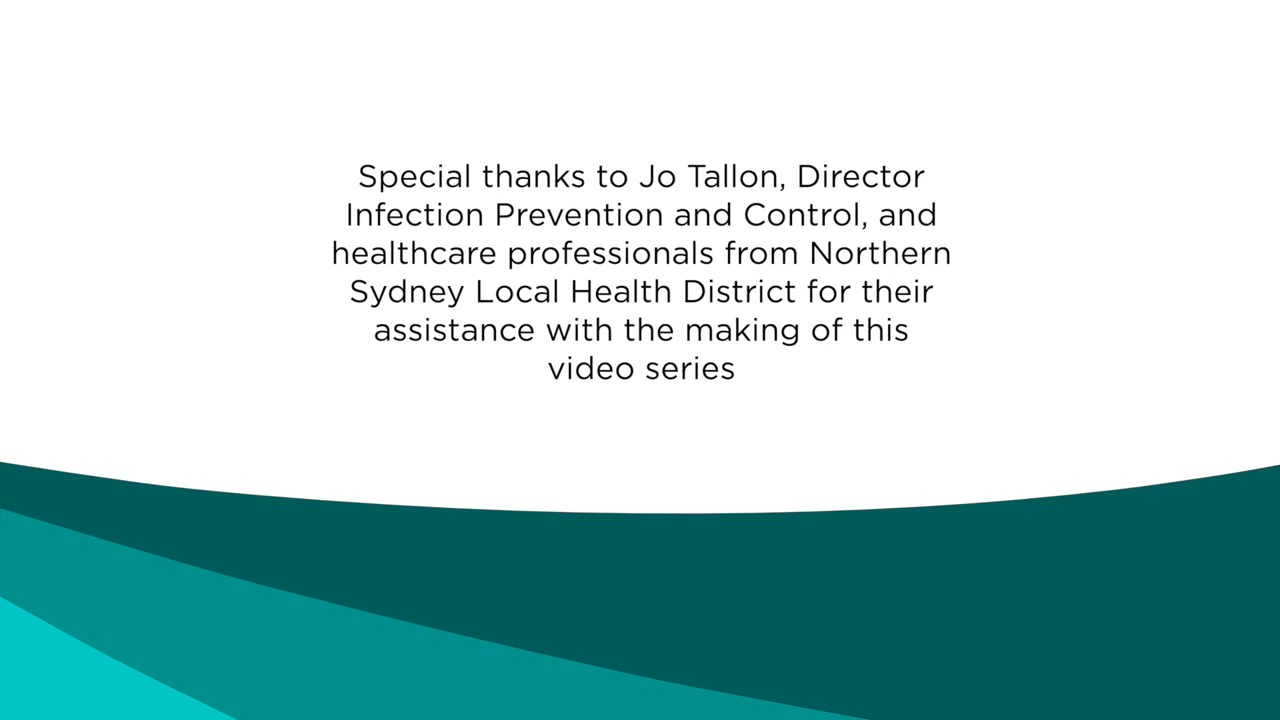 Special thanks to Jo Tallon, Director
Infection Prevention and Control, and
healthcare professionals from Northern
Sydney Local Health District for their
assistance with the making of this
video series